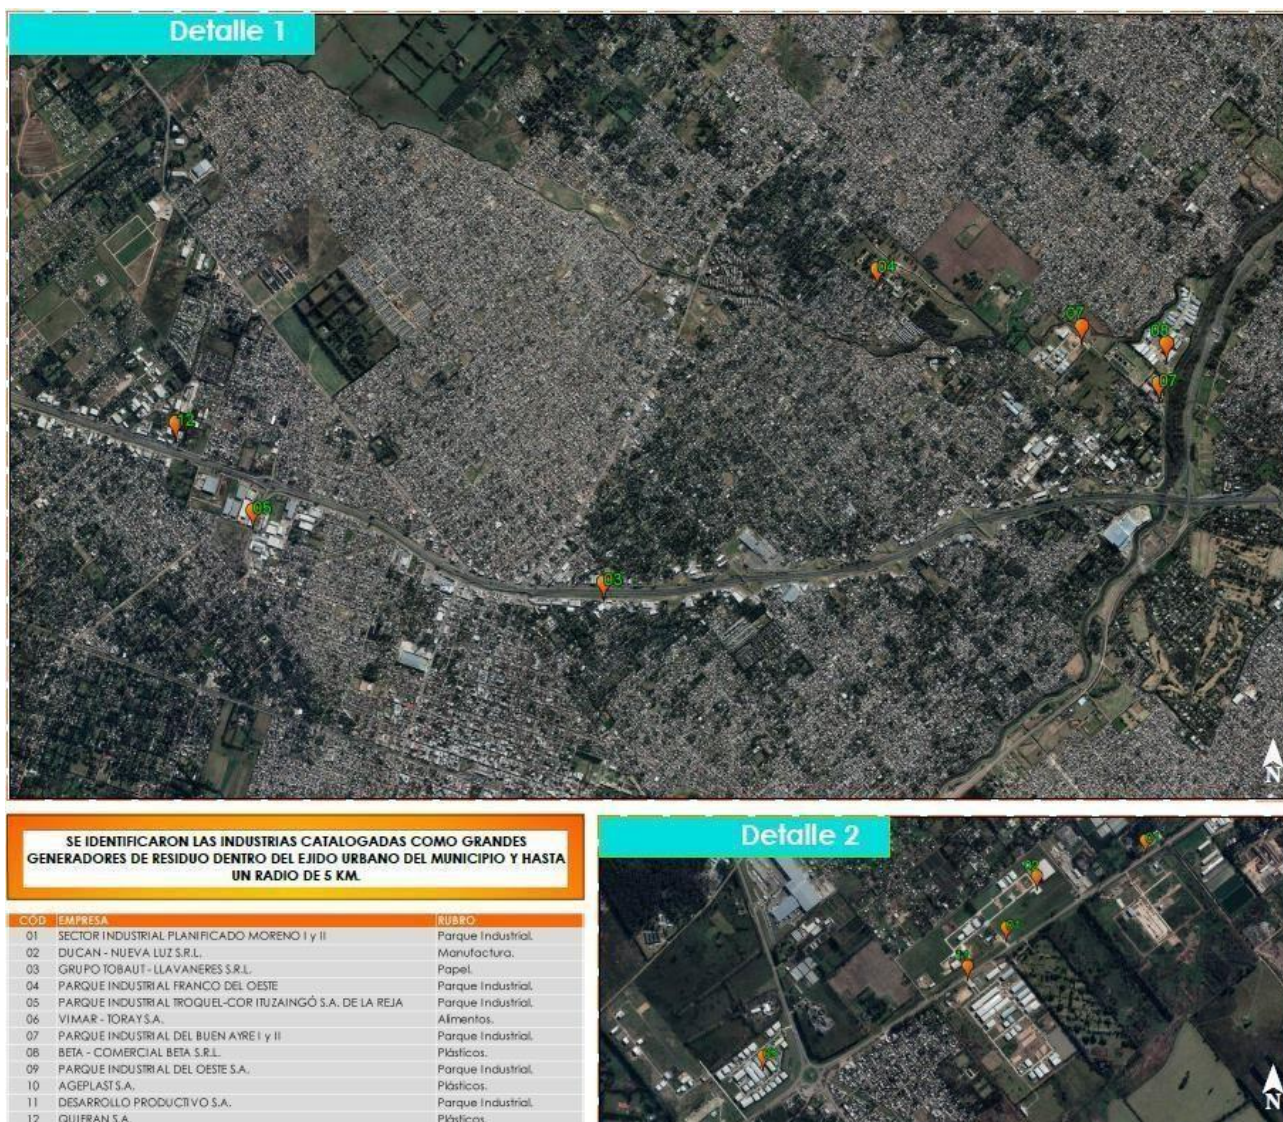 Detalle 1
04
07
08
07
12
05
03
N
SE IDENTIFICARON LAS INDUSTRIAS CATALOGADAS COMO GRANDES
GENERADORES DE RESIDUO DENTRO DEL EJIDO URBANO DEL MUNICIPIO Y HASTA
UN RADIO DE 5 KM.
CÓD EMPRESA RUBRO
01 SECTOR INDUSTRIAL PLANIFICADO MORENO I y II Parque Industrial.
02 DUCAN - NUEVA LUZ S.R.L. Manufactura.
03 GRUPO TOBAUT - LLAVANERES S.R.L. Papel.
04 PARQUE INDUSTRIAL FRANCO DEL OESTE Parque Industrial.
05 PARQUE INDUSTRIAL TROQUEL-COR ITUZAINGÓ S.A. DE LA REJA Parque Industrial.
06 VIMAR - TORAY S.A. Alimentos.
07 PARQUE INDUSTRIAL DEL BUEN AYRE I y II Parque Industrial.
08 BETA - COMERCIAL BETA S.R.L. Plásticos.
09 PARQUE INDUSTRIAL DEL OESTE S.A. Parque Industrial.
10 AGEPLAST S.A. Plásticos.
11 DESARROLLO PRODUCTIVO S.A. Parque Industrial.
12 QUIFRAN S.A. Plásticos.
Detalle 2
01
N